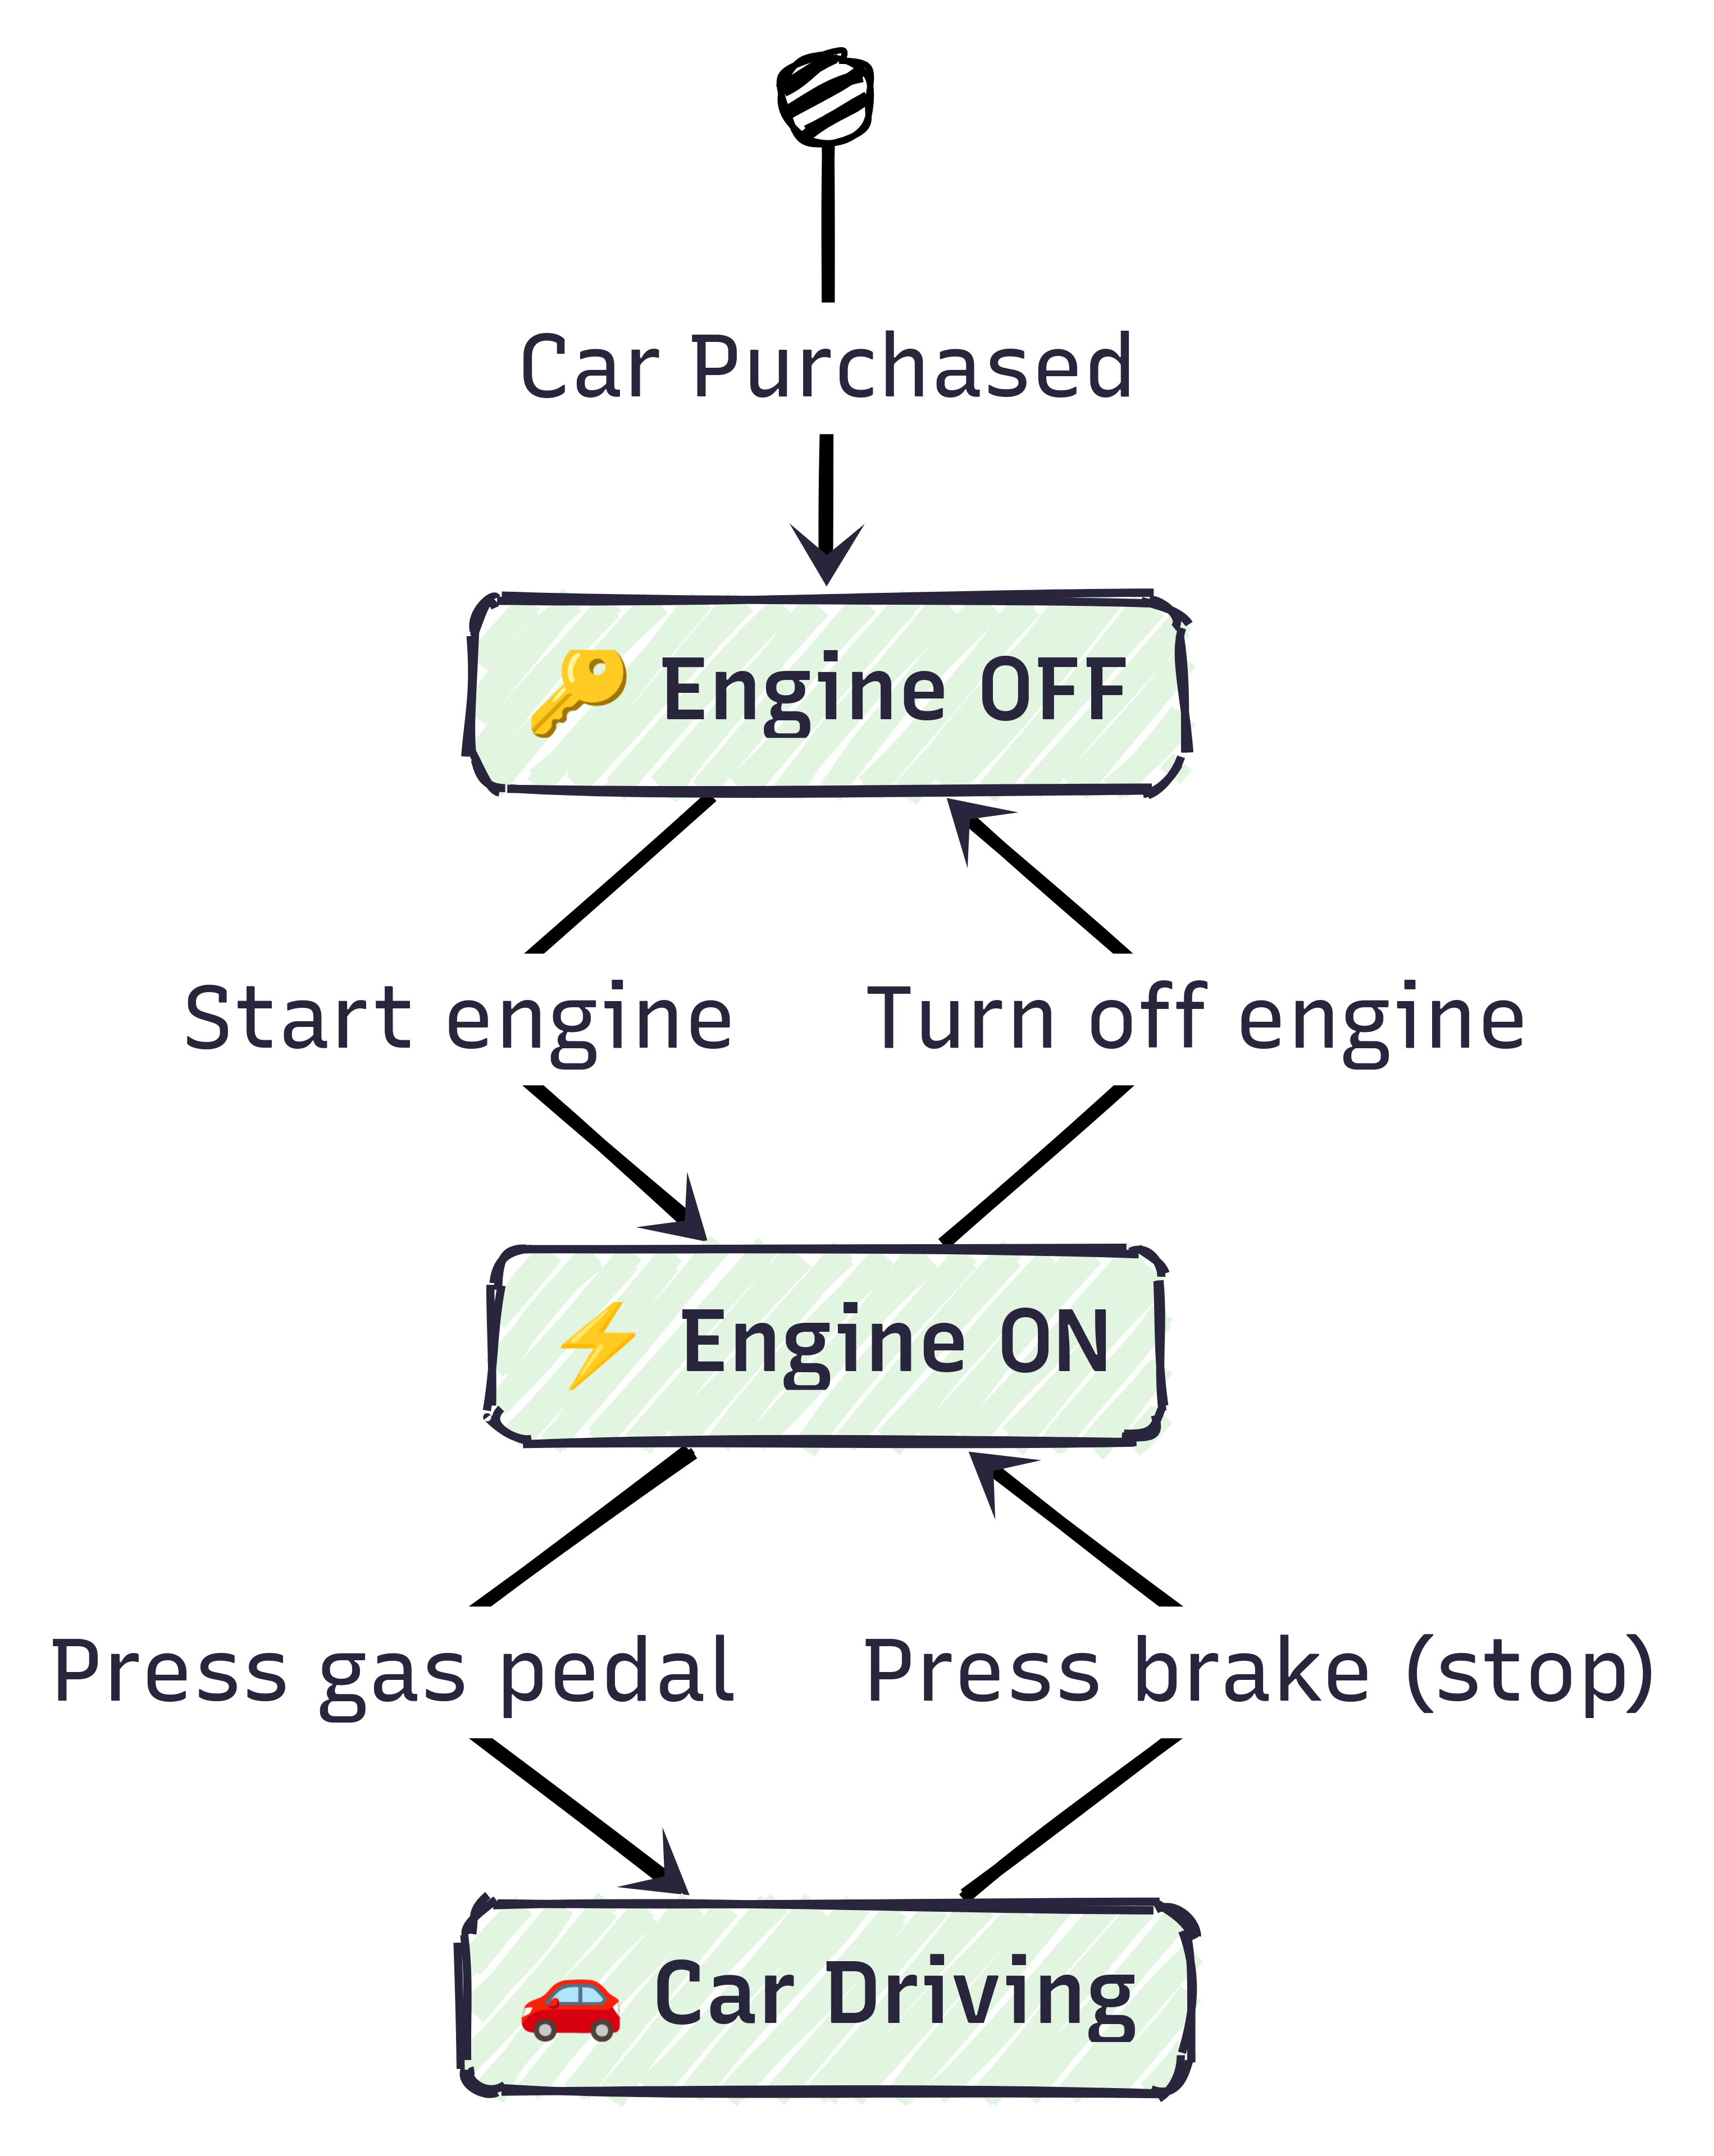 Car Purchased
🔑 Engine OFF
Start engine
Turn off engine
⚡ Engine ON
Press gas pedal
Press brake (stop)
🚗 Car Driving